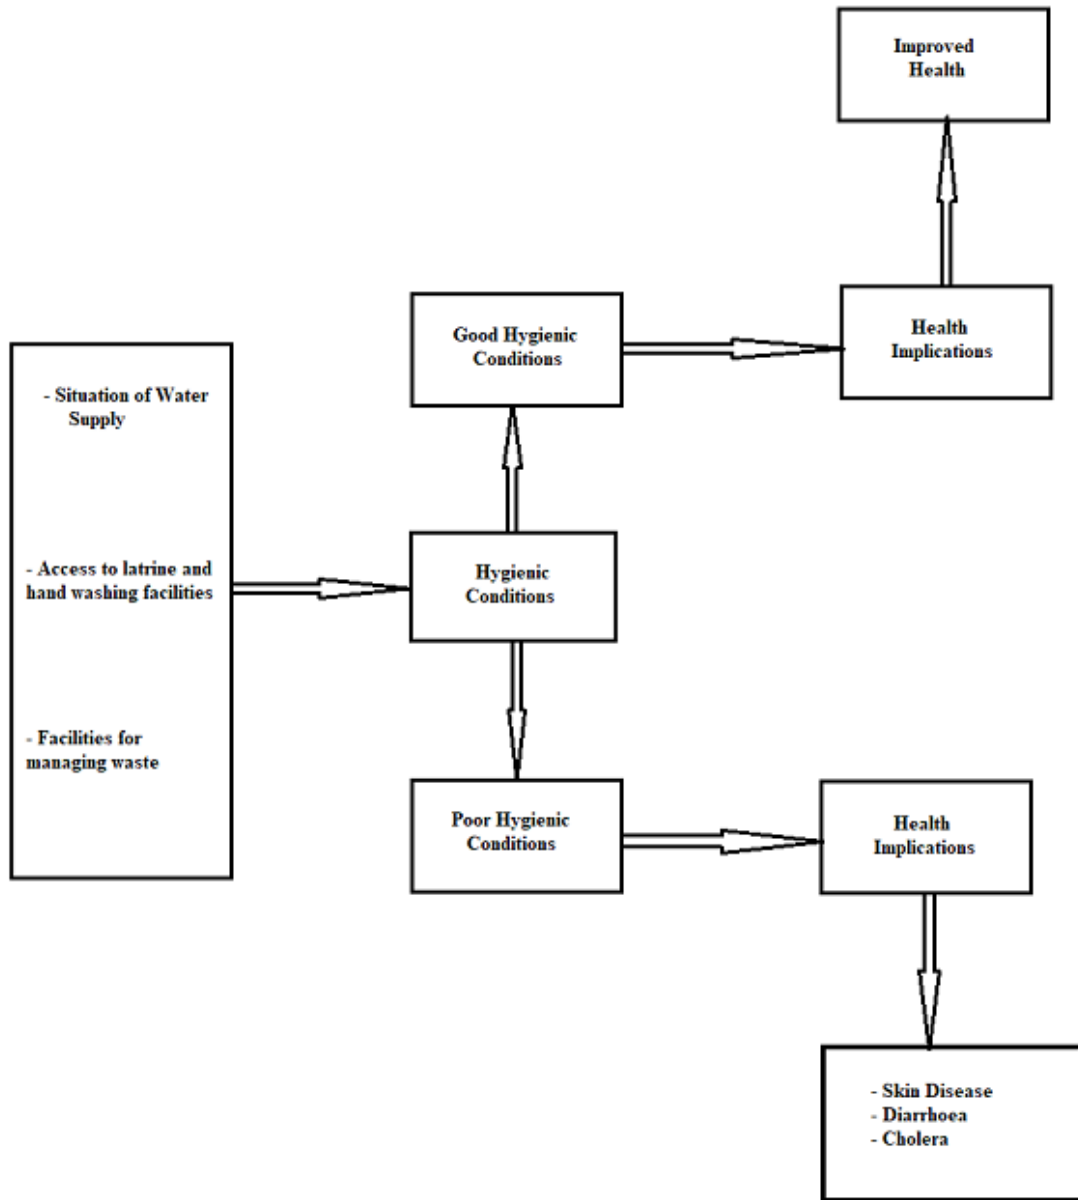 Improved
Health
Good Hygienic
Conditions
Health
Implications
- Situation of Water
Supply
- Access to latrine and
hand washing facilities
- Facilities for
managing waste
Hygienic
Conditions
Poor Hygienic
Conditions
Health
Implications
- Skin Disease
- Diarrhoea
- Cholera